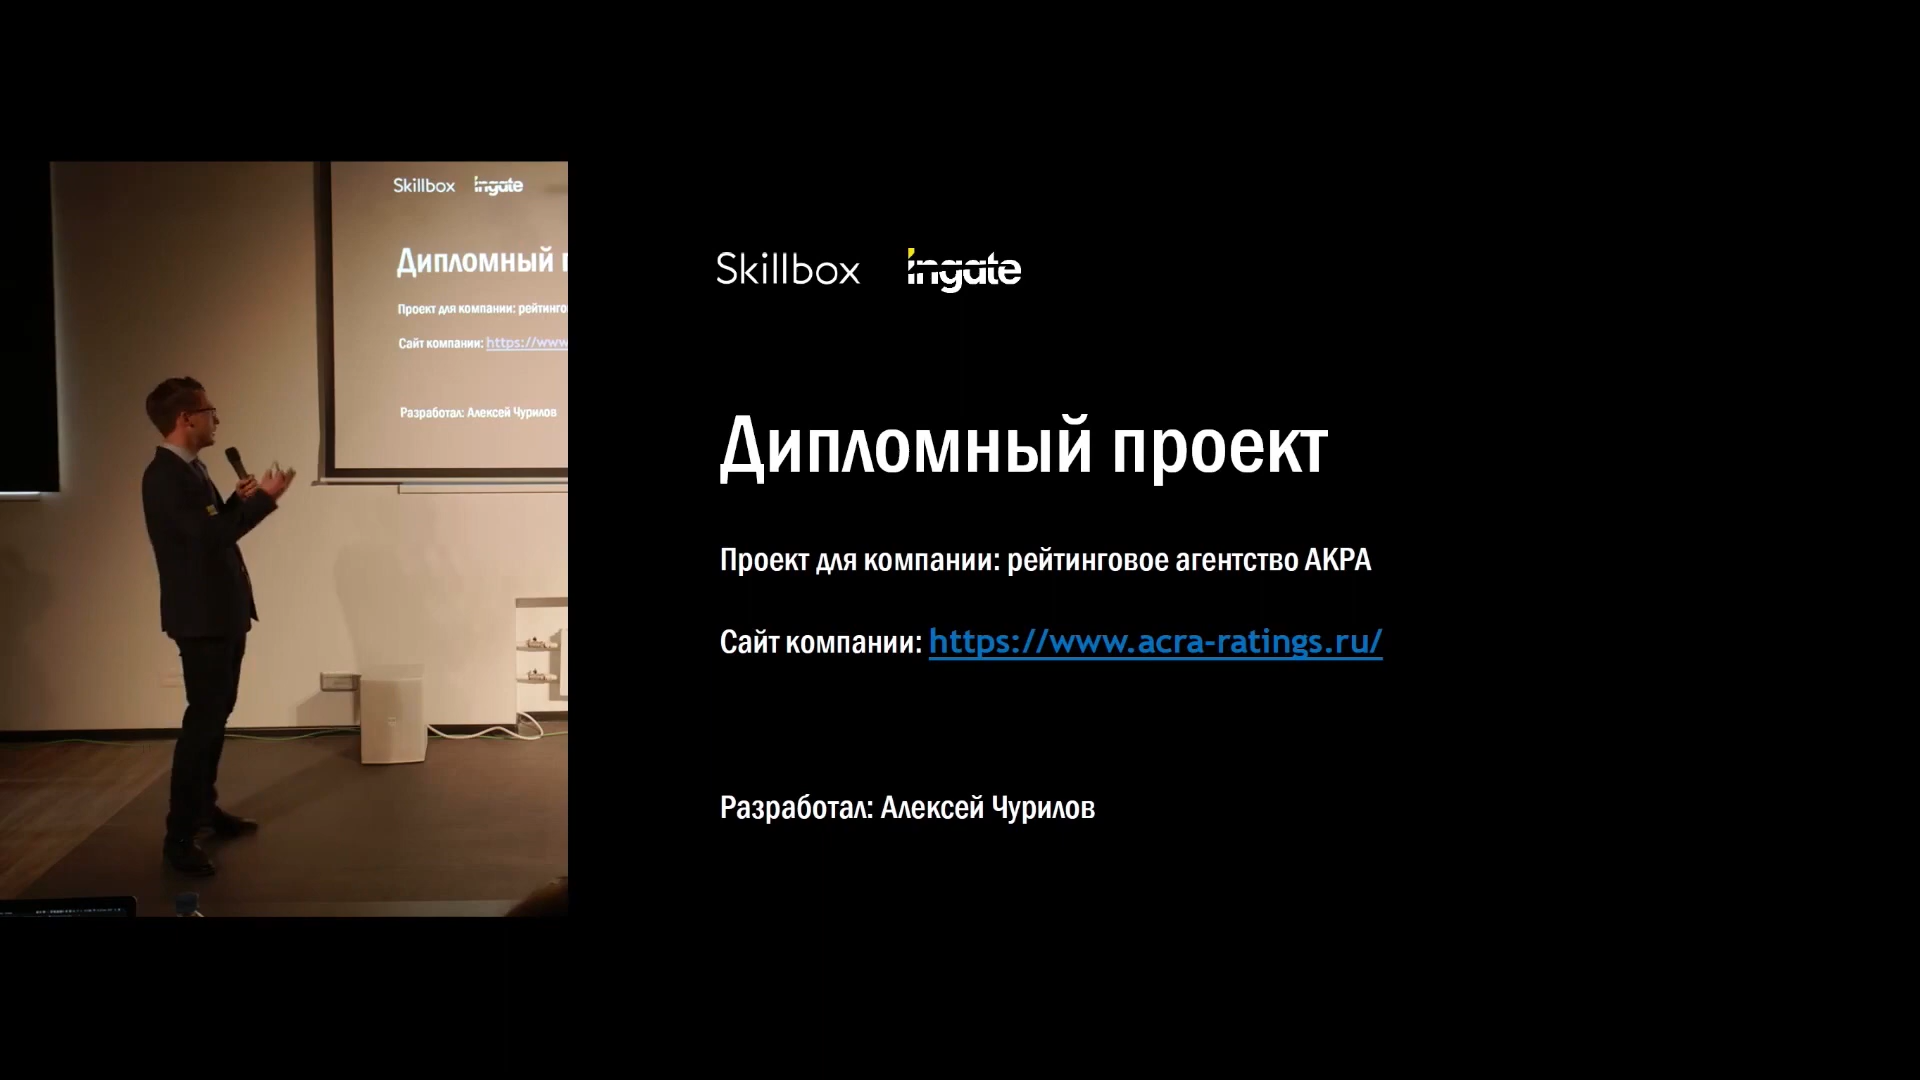 Skillbox ingate
Дипломный п
Проект для компании: рейтинго
Сайт компании: https://www.
Разработал: Алексей Чурилов
Skillbox ingate
Дипломный проект
Проект для компании: рейтинговое агентство АКРА
Сайт компании: https://www.acra-ratings.ru/
Разработал: Алексей Чурилов